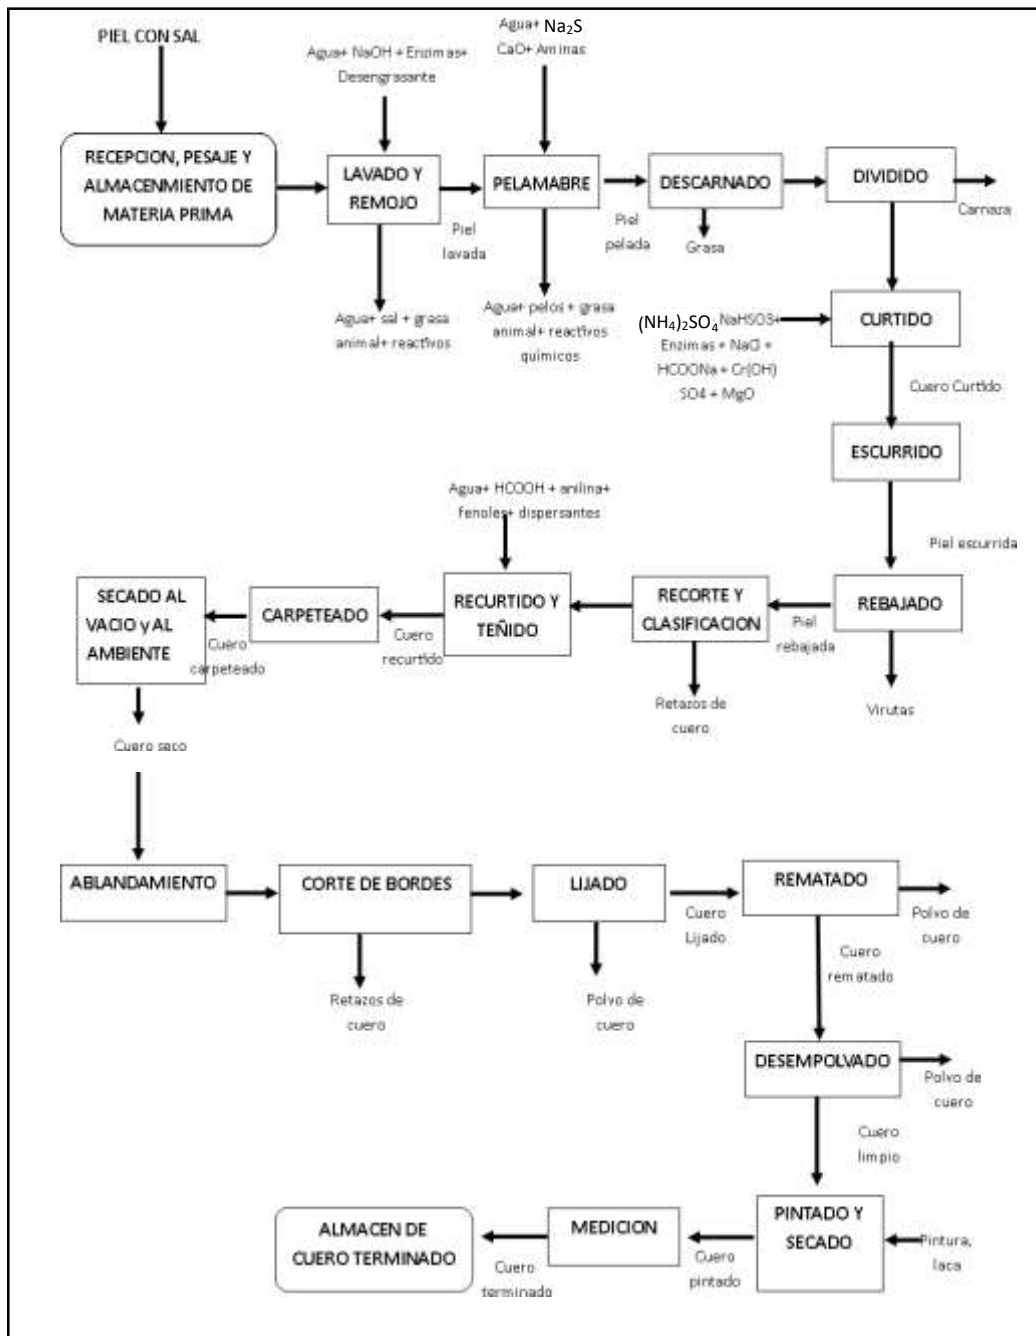 PIEL CON SAL
Agua+ NaOH + Enzimas+
Desengrasante
Agua+ Na₂S
CaO+ Aminas
RECEPCION, PESAJE Y
ALMACENMIENTO DE
MATERIA PRIMA
LAVADO Y
REMOJO
PELAMABRE
DESCARNADO
DIVIDIDO
Piel
lavada
Piel
pelada
Grasa
Carnaza
Agua+ sal + grasa
animal+ reactivos
Agua+ pelos + grasa
animal+ reactivos
químicos
(NH₄)₂SO₄ NaHSO3+
Enzimas + NaCl +
HCOONa + Cr(OH)
SO4 + MgO
CURTIDO
Cuero Curtido
ESCURRIDO
Piel escurrida
Agua+ HCOOH + anilina+
fenoles+ dispersantes
SECADO AL
VACIO y AL
AMBIENTE
CARPETEADO
RECURTIDO Y
TEÑIDO
RECORTE Y
CLASIFICACION
REBAJADO
Cuero
carpeteado
Cuero
recurtido
Piel
rebajada
Retazos de
cuero
Virutas
Cuero seco
ABLANDAMIENTO
CORTE DE BORDES
LIJADO
REMATADO
Cuero
Lijado
Polvo de
cuero
Retazos de
cuero
Polvo de
cuero
Cuero
rematado
DESEMPOLVADO
Polvo de
cuero
Cuero
limpio
ALMACEN DE
CUERO TERMINADO
MEDICION
PINTADO Y
SECADO
Cuero
terminado
Cuero
pintado
Pintura,
laca